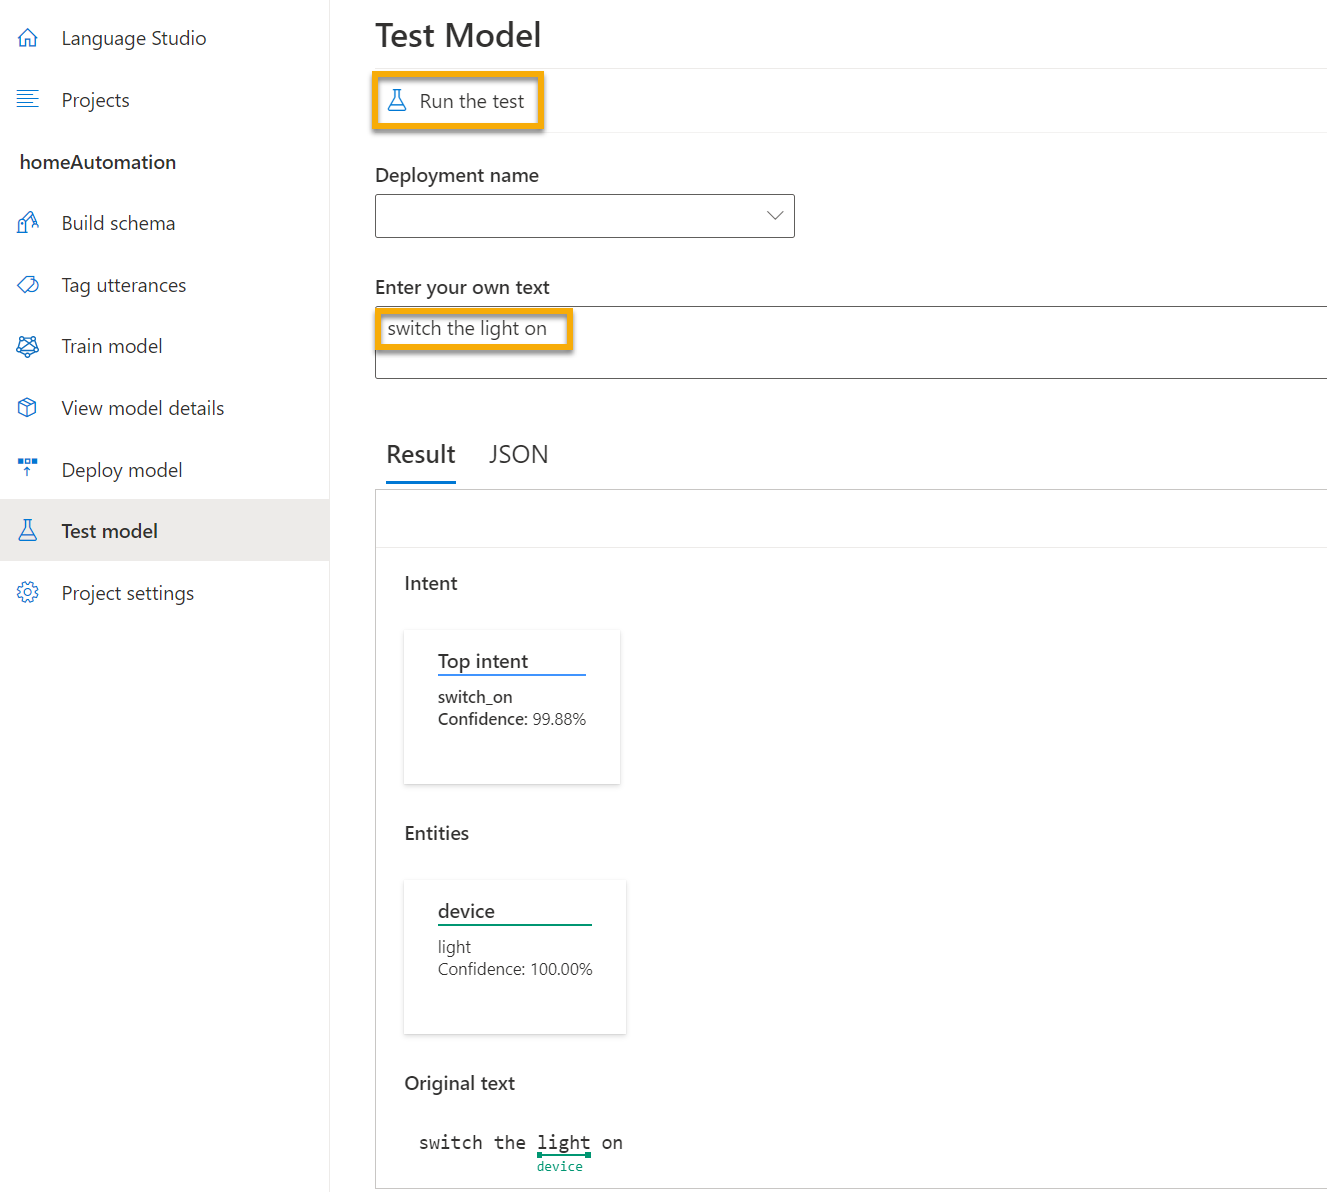 Language Studio
Projects
homeAutomation
Build schema
Tag utterances
Train model
View model details
Deploy model
Test model
Project settings
Test Model
Run the test
Deployment name
Enter your own text
switch the light on
Result JSON
Intent
Top intent
switch_on
Confidence: 99.88%
Entities
device
light
Confidence: 100.00%
Original text
switch the light on
device